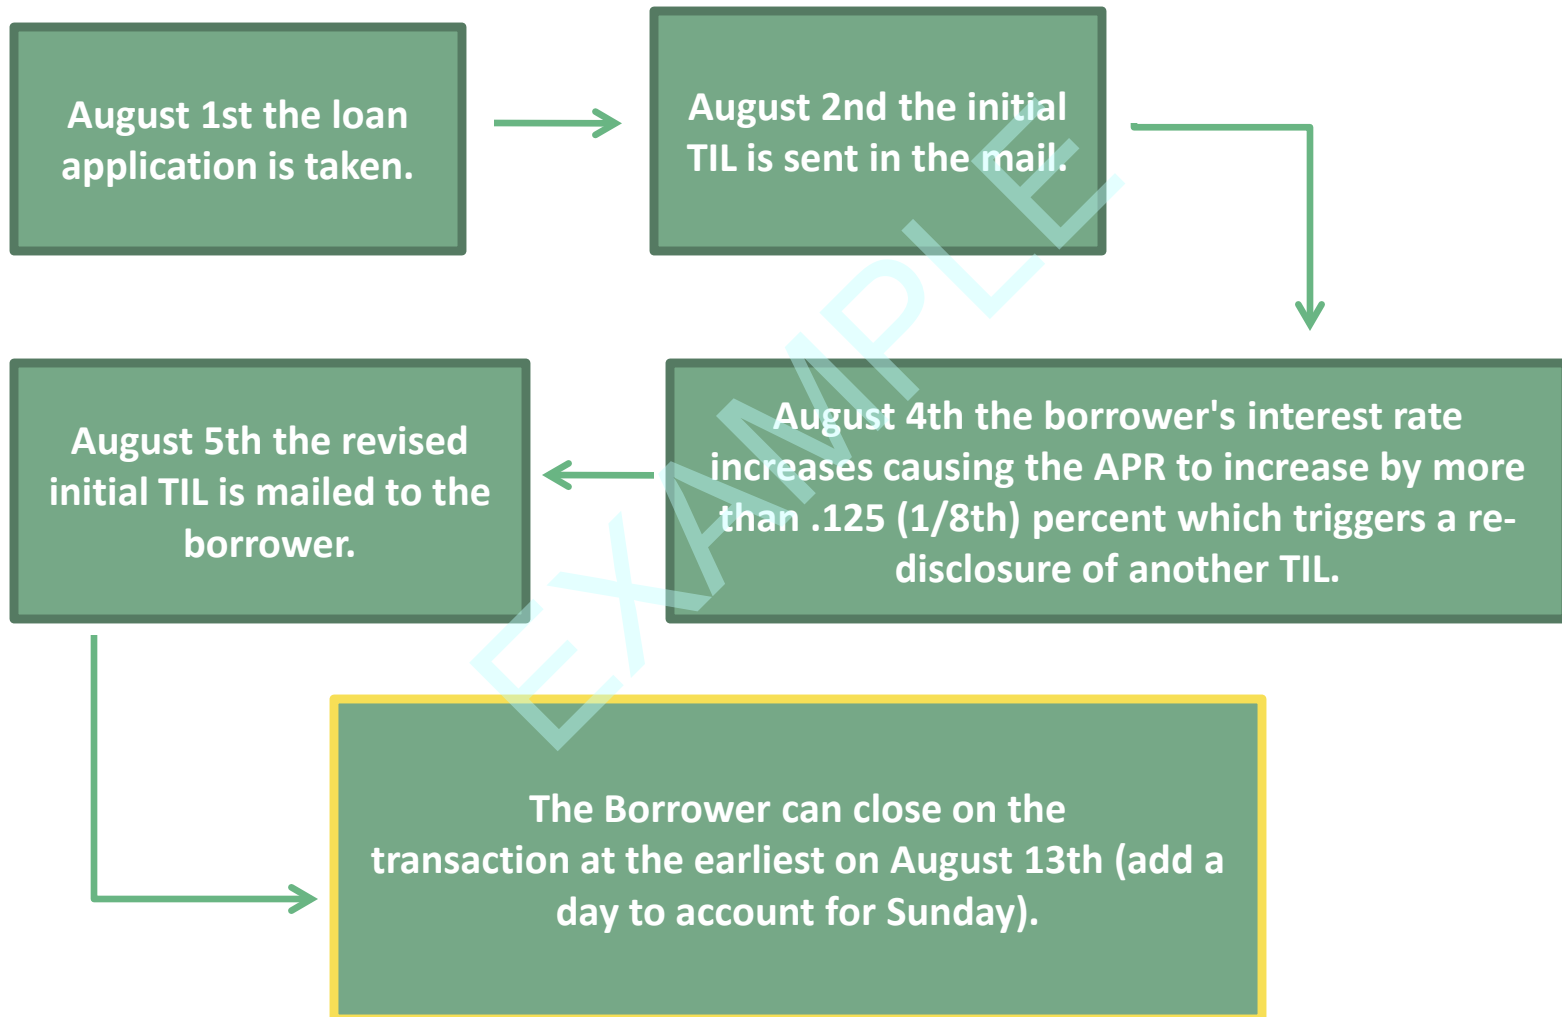 August 1st the loan
application is taken.
August 2nd the initial
TIL is sent in the mail.
August 4th the borrower's interest rate
increases causing the APR to increase by more
than .125 (1/8th) percent which triggers a re-
disclosure of another TIL.
August 5th the revised
initial TIL is mailed to the
borrower.
The Borrower can close on the
transaction at the earliest on August 13th (add a
day to account for Sunday).
EXAMPLE